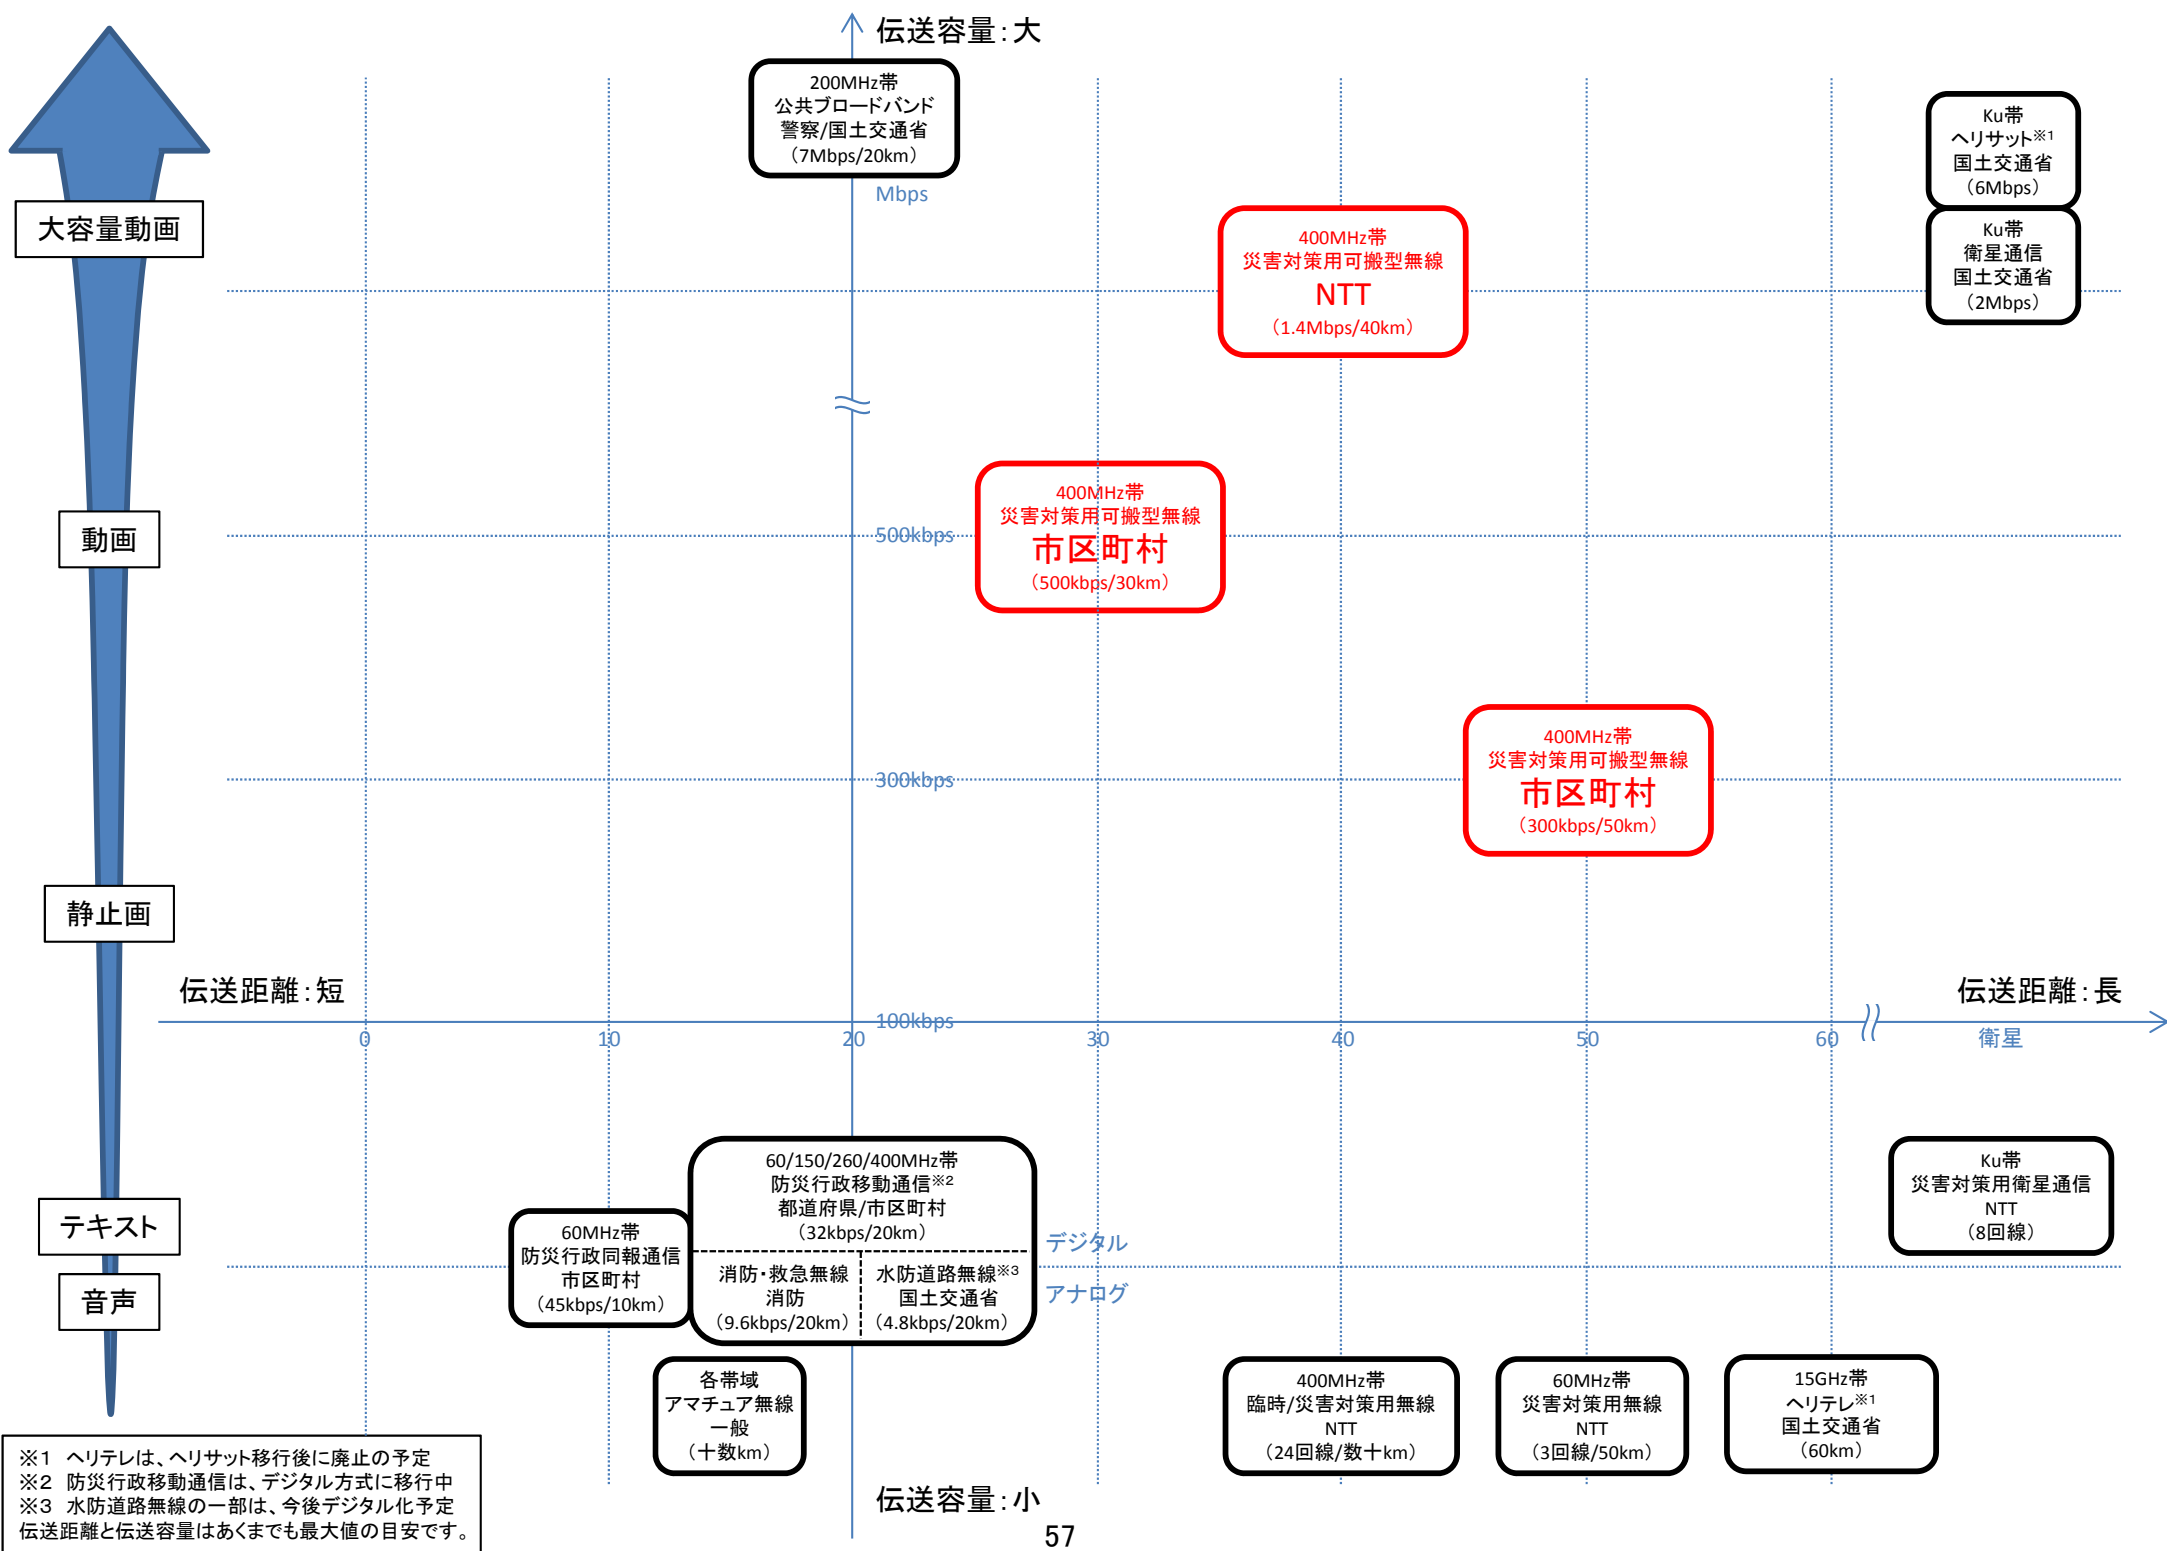 伝送容量：大
200MHz帯
公共ブロードバンド
警察/国土交通省
（7Mbps/20km）
Mbps
Ku帯
ヘリサット※1
国土交通省
（6Mbps）
Ku帯
衛星通信
国土交通省
（2Mbps）
大容量動画
400MHz帯
災害対策用可搬型無線
NTT
（1.4Mbps/40km）
動画
500kbps
400MHz帯
災害対策用可搬型無線
市区町村
（500kbps/30km）
300kbps
400MHz帯
災害対策用可搬型無線
市区町村
（300kbps/50km）
静止画
伝送距離：短
伝送距離：長
100kbps
0
10
20
30
40
50
60
衛星
テキスト
音声
60MHz帯
防災行政同報通信
市区町村
（45kbps/10km）
60/150/260/400MHz帯
防災行政移動通信※2
都道府県/市区町村
（32kbps/20km）
消防・救急無線
消防
（9.6kbps/20km）
水防道路無線※3
国土交通省
（4.8kbps/20km）
デジタル
アナログ
Ku帯
災害対策用衛星通信
NTT
（8回線）
各帯域
アマチュア無線
一般
（十数km）
400MHz帯
臨時/災害対策用無線
NTT
（24回線/数十km）
60MHz帯
災害対策用無線
NTT
（3回線/50km）
15GHz帯
ヘリテレ※1
国土交通省
（60km）
※1　ヘリテレは、ヘリサット移行後に廃止の予定
※2　防災行政移動通信は、デジタル方式に移行中
※3　水防道路無線の一部は、今後デジタル化予定
伝送距離と伝送容量はあくまでも最大値の目安です。
伝送容量：小
57